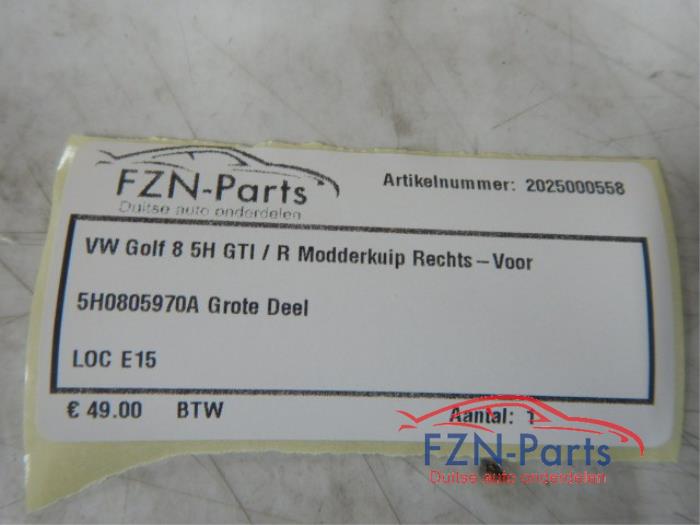 FZN-Parts
Duitse auto onderdelen
Artikelnummer: 2025000558
VW Golf 8 5H GTI / R Modderkuip Rechts-Voor
5H0805970A Grote Deel
LOC E15
€ 49.00 BTW Aantal: 1
FZN-Parts
Duitse auto onderdelen